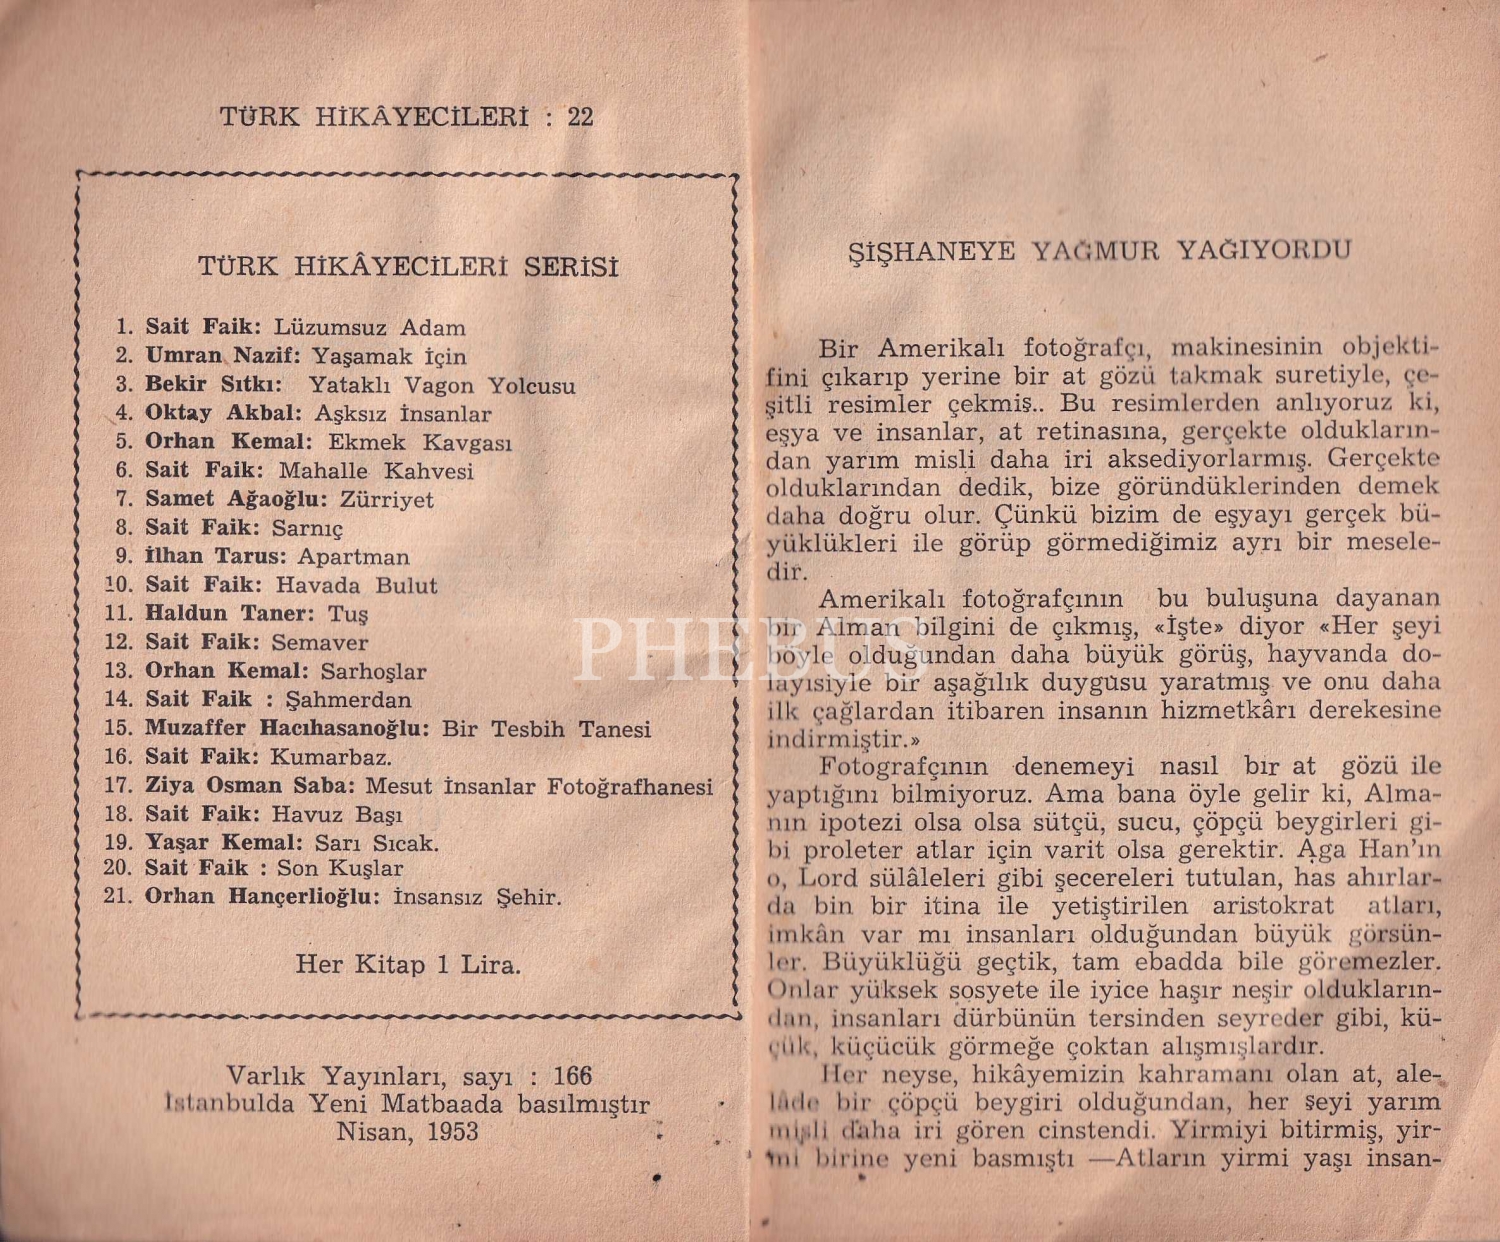 TÜRK HİKÂYECİLERİ : 22
TÜRK HİKÂYECİLERİ SERİSİ
1. Sait Faik: Lüzumsuz Adam
2. Umran Nazif: Yaşamak İçin
3. Bekir Sıtkı: Yataklı Vagon Yolcusu
4. Oktay Akbal: Aşksız İnsanlar
5. Orhan Kemal: Ekmek Kavgası
6. Sait Faik: Mahalle Kahvesi
7. Samet Ağaoğlu: Zürriyet
8. Sait Faik: Sarnıç
9. İlhan Tarus: Apartman
10. Sait Faik: Havada Bulut
11. Haldun Taner: Tuş
12. Sait Faik: Semaver
13. Orhan Kemal: Sarhoşlar
14. Sait Faik : Şahmerdan
15. Muzaffer Hacıhasanoğlu: Bir Tesbih Tanesi
16. Sait Faik: Kumarbaz.
17. Ziya Osman Saba: Mesut İnsanlar Fotoğrafhanesi
18. Sait Faik: Havuz Başı
19. Yaşar Kemal: Sarı Sıcak.
20. Sait Faik : Son Kuşlar
21. Orhan Hançerlioğlu: İnsansız Şehir.
Her Kitap 1 Lira.
Varlık Yayınları, sayı : 166
İstanbulda Yeni Matbaada basılmıştır
Nisan, 1953
ŞİŞHANEYE YAĞMUR YAĞIYORDU
Bir Amerikalı fotoğrafçı, makinesinin objekti-
fini çıkarıp yerine bir at gözü takmak suretiyle, çe-
şitli resimler çekmiş.. Bu resimlerden anlıyoruz ki,
eşya ve insanlar, at retinasına, gerçekte oldukların-
dan yarım misli daha iri aksediyorlarmış. Gerçekte
olduklarından dedik, bize göründüklerinden demek
daha doğru olur. Çünkü bizim de eşyayı gerçek bü-
yüklükleri ile görüp görmediğimiz ayrı bir mesele-
dir.
Amerikalı fotoğrafçının bu buluşuna dayanan
bir Alman bilgini de çıkmış, «İşte» diyor «Her şeyi
böyle olduğundan daha büyük görüş, hayvanda do-
layısiyle bir aşağılık duygusu yaratmış ve onu daha
ilk çağlardan itibaren insanın hizmetkârı derekesine
indirmiştir.»
Fotografçının denemeyi nasıl bir at gözü ile
yaptığını bilmiyoruz. Ama bana öyle gelir ki, Alma-
nın ipotezi olsa olsa sütçü, sucu, çöpçü beygirleri gi-
bi proleter atlar için varit olsa gerektir. Aga Han'ın
o, Lord sülâleleri gibi şecereleri tutulan, has ahırlar-
da bin bir itina ile yetiştirilen aristokrat atları,
imkân var mı insanları olduğundan büyük görsün-
ler. Büyüklüğü geçtik, tam ebadda bile göremezler.
Onlar yüksek sosyete ile iyice haşır neşir oldukların-
dan, insanları dürbünün tersinden seyreder gibi, kü-
çük, küçücük görmeğe çoktan alışmışlardır.
Her neyse, hikâyemizin kahramanı olan at, ale-
lâde bir çöpçü beygiri olduğundan, her şeyi yarım
misli daha iri gören cinstendi. Yirmiyi bitirmiş, yir-
mi birine yeni basmıştı —Atların yirmi yaşı insan-
PHEBUS